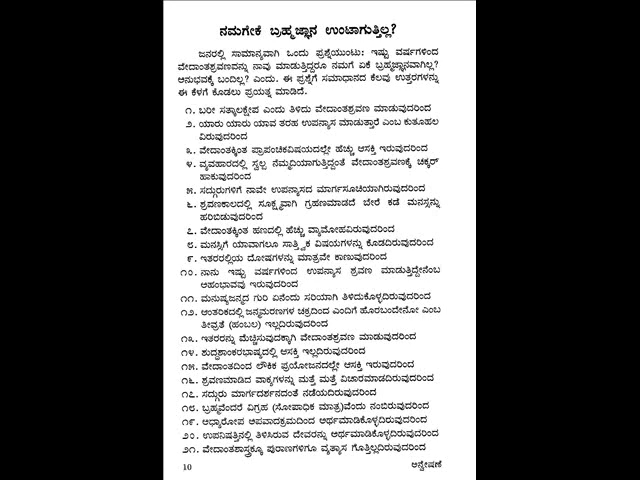 ನಮಗೇಕೆ ಬ್ರಹ್ಮಜ್ಞಾನ ಉಂಟಾಗುತ್ತಿಲ್ಲ?
ಜನರಲ್ಲಿ ಸಾಮಾನ್ಯವಾಗಿ ಒಂದು ಪ್ರಶ್ನೆಯುಂಟು: ಇಷ್ಟು ವರ್ಷಗಳಿಂದ
ವೇದಾಂತಶ್ರವಣವನ್ನು ನಾವು ಮಾಡುತ್ತಿದ್ದರೂ ನಮಗೆ ಏಕೆ ಬ್ರಹ್ಮಜ್ಞಾನವಾಗಿಲ್ಲ?
ಅನುಭವಕ್ಕೆ ಬಂದಿಲ್ಲ? ಎಂದು. ಈ ಪ್ರಶ್ನೆಗೆ ಸಮಾಧಾನದ ಕೆಲವು ಉತ್ತರಗಳನ್ನು
ಈ ಕೆಳಗೆ ಕೊಡಲು ಪ್ರಯತ್ನ ಮಾಡಿದೆ.
೧. ಬರೀ ಸತ್ಕಾಲಕ್ಷೇಪ ಎಂದು ತಿಳಿದು ವೇದಾಂತಶ್ರವಣ ಮಾಡುವುದರಿಂದ
೨. ಯಾರು ಯಾರು ಯಾವ ತರಹ ಉಪನ್ಯಾಸ ಮಾಡುತ್ತಾರೆ ಎಂಬ ಕುತೂಹಲ
ವಿರುವುದರಿಂದ
೩. ವೇದಾಂತಕ್ಕಿಂತ ಪ್ರಾಪಂಚಿಕವಿಷಯದಲ್ಲೇ ಹೆಚ್ಚು ಆಸಕ್ತಿ ಇರುವುದರಿಂದ
೪. ವ್ಯವಹಾರದಲ್ಲಿ ಸ್ವಲ್ಪ ನೆಮ್ಮದಿಯಾಗುತ್ತಿದ್ದಂತೆ ವೇದಾಂತಶ್ರವಣಕ್ಕೆ ಚಕ್ಕರ್
ಹಾಕುವುದರಿಂದ
೫. ಸದ್ಗುರುಗಳಿಗೆ ನಾವೇ ಉಪನ್ಯಾಸದ ಮಾರ್ಗಸೂಚಿಯಾಗಿರುವುದರಿಂದ
೬. ಶ್ರವಣಕಾಲದಲ್ಲಿ ಸೂಕ್ಷ್ಮವಾಗಿ ಗ್ರಹಣಮಾಡದೆ ಬೇರೆ ಕಡೆ ಮನಸ್ಸನ್ನು
ಹರಿಬಿಡುವುದರಿಂದ
೭. ವೇದಾಂತಕ್ಕಿಂತ ಹಣದಲ್ಲಿ ಹೆಚ್ಚು ವ್ಯಾಮೋಹವಿರುವುದರಿಂದ
೮. ಮನಸ್ಸಿಗೆ ಯಾವಾಗಲೂ ಸಾತ್ತ್ವಿಕ ವಿಷಯಗಳನ್ನು ಕೊಡದಿರುವುದರಿಂದ
೯. ಇತರರಲ್ಲಿಯ ದೋಷಗಳನ್ನು ಮಾತ್ರವೇ ಕಾಣುವುದರಿಂದ
೧೦. ನಾನು ಇಷ್ಟು ವರ್ಷಗಳಿಂದ ಉಪನ್ಯಾಸ ಶ್ರವಣ ಮಾಡುತ್ತಿದ್ದೇನೆಂಬ
ಅಹಂಭಾವವು ಇರುವುದರಿಂದ
೧೧. ಮನುಷ್ಯಜನ್ಮದ ಗುರಿ ಏನೆಂದು ಸರಿಯಾಗಿ ತಿಳಿದುಕೊಳ್ಳದಿರುವುದರಿಂದ
೧೨. ಆಂತರಿಕದಲ್ಲಿ ಜನ್ಮಮರಣಗಳ ಚಕ್ರದಿಂದ ಎಂದಿಗೆ ಹೊರಬಂದೇನೋ ಎಂಬ
ತೀವ್ರತೆ (ಹಂಬಲ) ಇಲ್ಲದಿರುವುದರಿಂದ
೧೩. ಇತರರನ್ನು ಮೆಚ್ಚಿಸುವುದಕ್ಕಾಗಿ ವೇದಾಂತಶ್ರವಣ ಮಾಡುವುದರಿಂದ
೧೪. ಶುದ್ಧಶಾಂಕರಭಾಷ್ಯದಲ್ಲಿ ಆಸಕ್ತಿ ಇಲ್ಲದಿರುವುದರಿಂದ
೧೫. ವೇದಾಂತದಿಂದ ಲೌಕಿಕ ಪ್ರಯೋಜನದಲ್ಲೇ ಆಸಕ್ತಿ ಇರುವುದರಿಂದ
೧೬. ಶ್ರವಣಮಾಡಿದ ವಾಕ್ಯಗಳನ್ನು ಮತ್ತೆ ಮತ್ತೆ ವಿಚಾರಮಾಡದಿರುವುದರಿಂದ
೧೭. ಸದ್ಗುರು ಮಾರ್ಗದರ್ಶನದಂತೆ ನಡೆಯದಿರುವುದರಿಂದ
೧೮. ಬ್ರಹ್ಮವೆಂದರೆ ವಿಗ್ರಹ (ಸೋಪಾಧಿಕ ಮಾತ್ರ)ವೆಂದು ನಂಬಿರುವುದರಿಂದ
೧೯. ಅಧ್ಯಾರೋಪ ಅಪವಾದಕ್ರಮದಿಂದ ಅರ್ಥಮಾಡಿಕೊಳ್ಳದಿರುವುದರಿಂದ
೨೦. ಉಪನಿಷತ್ತಿನಲ್ಲಿ ತಿಳಿಸಿರುವ ದೇವರನ್ನು ಅರ್ಥಮಾಡಿಕೊಳ್ಳದಿರುವುದರಿಂದ
೨೧. ವೇದಾಂತಶಾಸ್ತ್ರಕ್ಕೂ ಪುರಾಣಗಳಿಗೂ ವ್ಯತ್ಯಾಸ ಗೊತ್ತಿಲ್ಲದಿರುವುದರಿಂದ
10 ಅನ್ವೇಷಣೆ